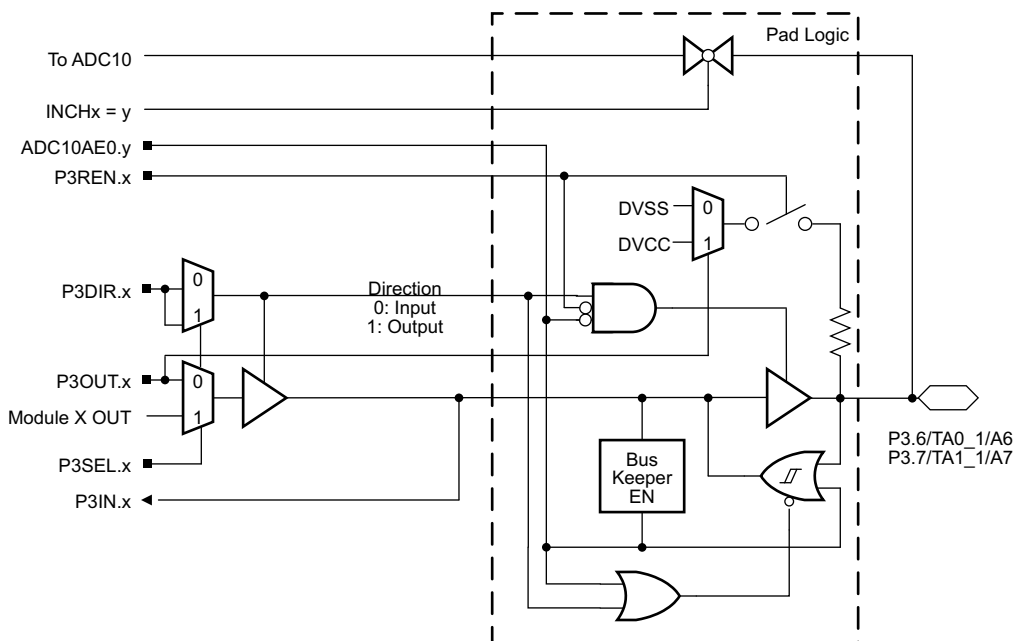 Pad Logic
To ADC10
INCHx = y
ADC10AE0.y
P3REN.x
DVSS
0
DVCC
1
P3DIR.x
0
1
Direction
0: Input
1: Output
P3OUT.x
0
Module X OUT
1
P3SEL.x
P3IN.x
Bus
Keeper
EN
P3.6/TA0_1/A6
P3.7/TA1_1/A7